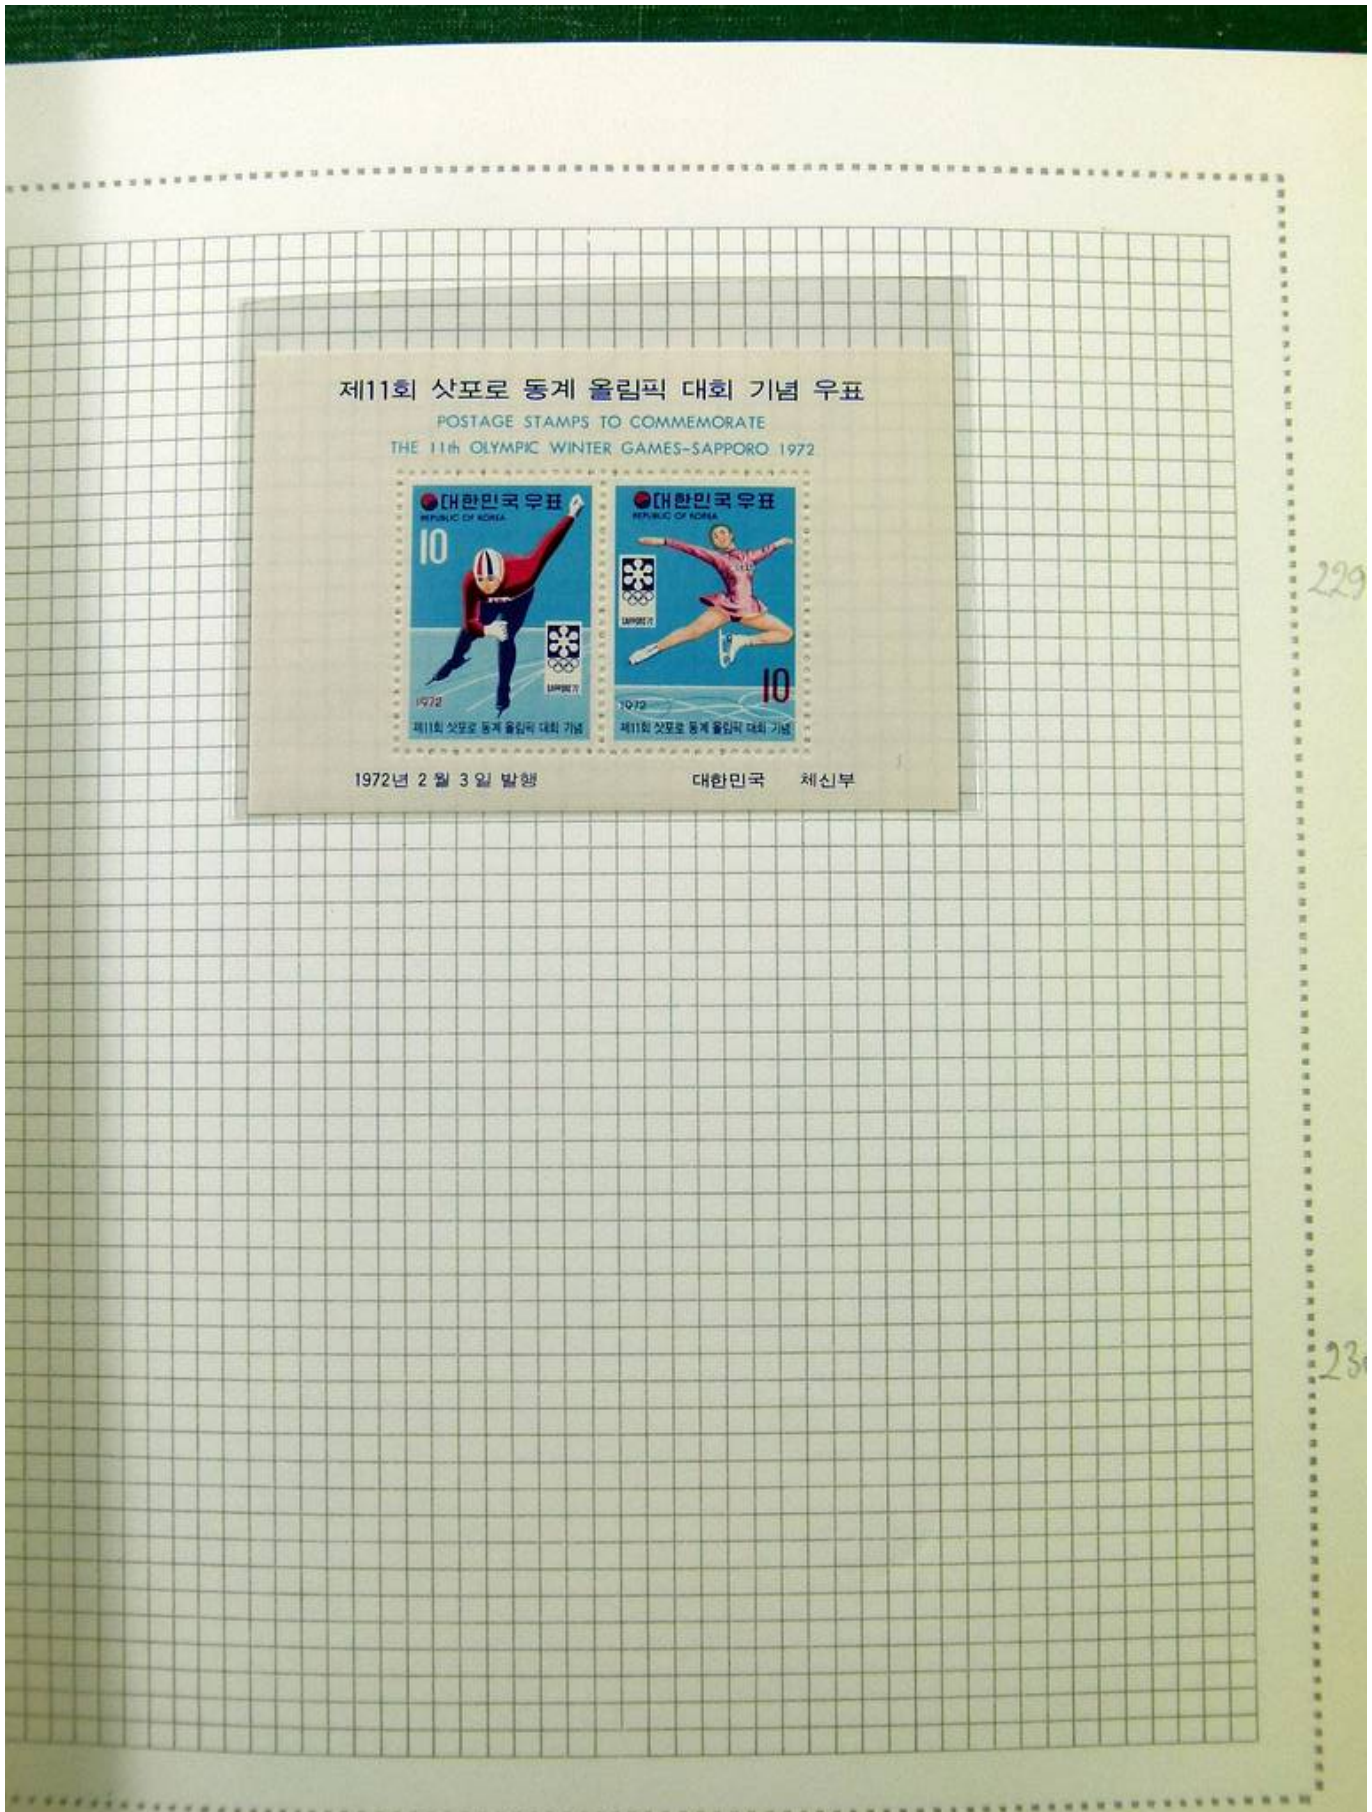 제11회 삿포로 동계 올림픽 대회 기념 우표
POSTAGE STAMPS TO COMMEMORATE
THE 11th OLYMPIC WINTER GAMES-SAPPORO 1972
대한민국 우표
REPUBLIC OF KOREA
10
SAPPORO'72
1972
제11회 삿포로 동계 올림픽 대회 기념
대한민국 우표
REPUBLIC OF KOREA
SAPPORO'72
10
1972
제11회 삿포로 동계 올림픽 대회 기념
1972년 2 월 3 일 발행
대한민국 체신부
229